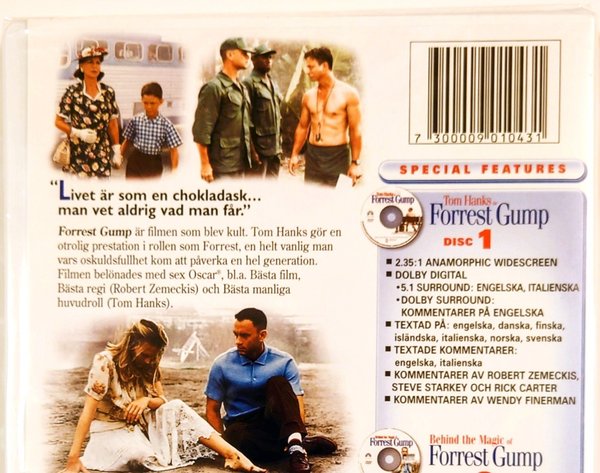 7 300009 010431
SPECIAL FEATURES
"Livet är som en chokladask...
man vet aldrig vad man får."
Forrest Gump är filmen som blev kult. Tom Hanks gör en
otrolig prestation i rollen som Forrest, en helt vanlig man
vars oskuldsfullhet kom att påverka en hel generation.
Filmen belönades med sex Oscar®, bl.a. Bästa film,
Bästa regi (Robert Zemeckis) och Bästa manliga
huvudroll (Tom Hanks).
Tom Hanks is
Forrest Gump
DISC 1
■ 2.35:1 ANAMORPHIC WIDESCREEN
■ DOLBY DIGITAL
•5.1 SURROUND: ENGELSKA, ITALIENSKA
•DOLBY SURROUND:
KOMMENTARER PÅ ENGELSKA
■ TEXTAD PÅ: engelska, danska, finska,
isländska, italienska, norska, svenska
■ TEXTADE KOMMENTARER:
engelska, italienska
■ KOMMENTARER AV ROBERT ZEMECKIS,
STEVE STARKEY OCH RICK CARTER
■ KOMMENTARER AV WENDY FINERMAN
Behind the Magic of
Forrest Gump